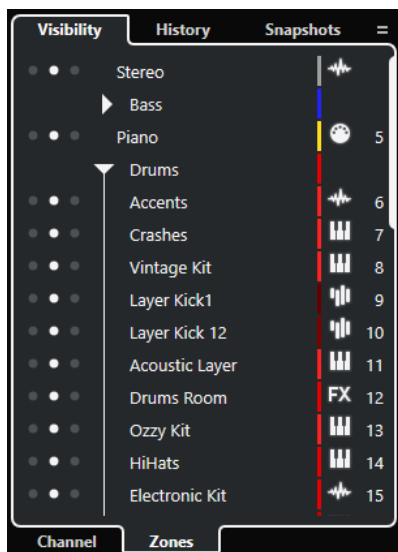 Visibility History Snapshots
Stereo
Bass
Piano 5
Drums
Accents 6
Crashes 7
Vintage Kit 8
Layer Kick1 9
Layer Kick 12 10
Acoustic Layer 11
Drums Room FX 12
Ozzy Kit 13
HiHats 14
Electronic Kit 15
Channel Zones